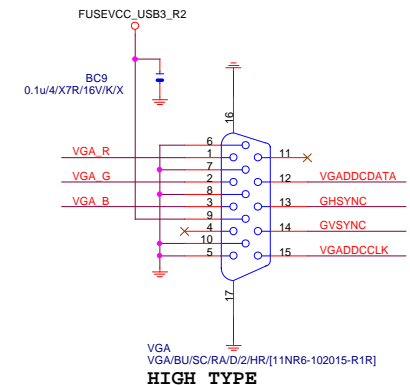 FUSEVCC_USB3_R2
BC9
0.1u/4/X7R/16V/K/X
16
6
VGA_R 1 11
7
VGA_G 2 12 VGADDCDATA
8
VGA_B 3 13 GHSYNC
9
4 14 GVSYNC
10
5 15 VGADDCCLK
17
VGA
VGA/BU/SC/RA/D/2/HR/[11NR6-102015-R1R]
HIGH TYPE